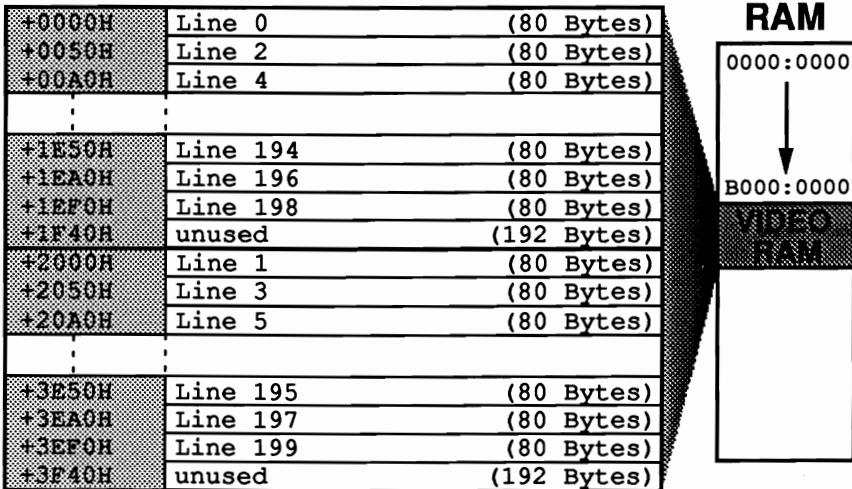 +0000H Line 0 (80 Bytes)
+0050H Line 2 (80 Bytes)
+00A0H Line 4 (80 Bytes)
+1E50H Line 194 (80 Bytes)
+1EA0H Line 196 (80 Bytes)
+1EF0H Line 198 (80 Bytes)
+1F40H unused (192 Bytes)
+2000H Line 1 (80 Bytes)
+2050H Line 3 (80 Bytes)
+20A0H Line 5 (80 Bytes)
+3E50H Line 195 (80 Bytes)
+3EA0H Line 197 (80 Bytes)
+3EF0H Line 199 (80 Bytes)
+3F40H unused (192 Bytes)
RAM
0000:0000
B000:0000
VIDEO
RAM